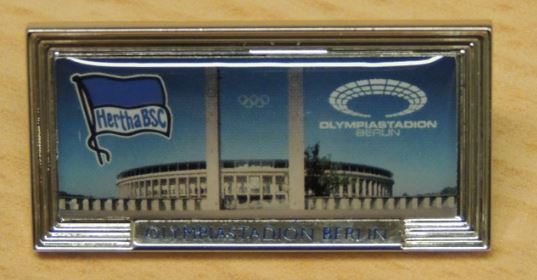 Hertha BSC
OLYMPIASTADION
BERLIN
OLYMPIASTADION BERLIN